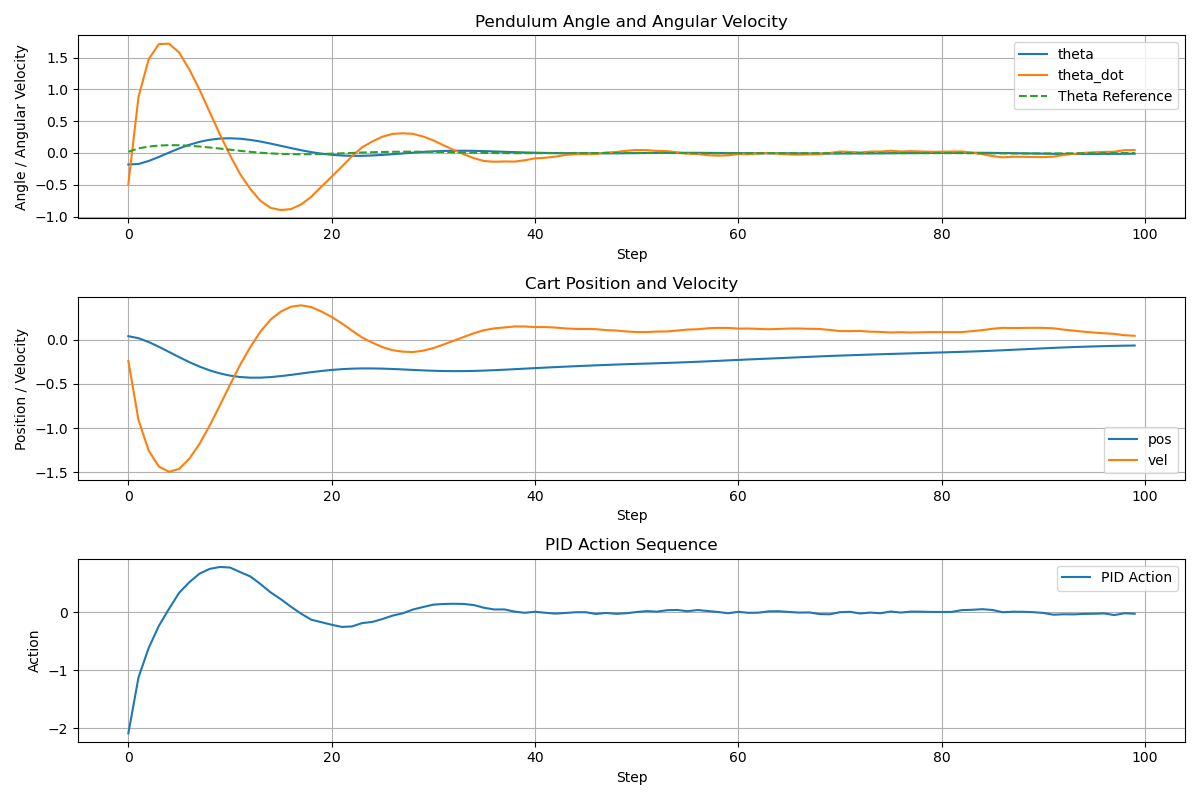 Pendulum Angle and Angular Velocity
Angle / Angular Velocity
1.5
1.0
0.5
0.0
−0.5
−1.0
theta
theta_dot
Theta Reference
0 20 40 60 80 100
Step
Cart Position and Velocity
Position / Velocity
0.0
−0.5
−1.0
−1.5
pos
vel
0 20 40 60 80 100
Step
PID Action Sequence
Action
0
−1
−2
PID Action
0 20 40 60 80 100
Step